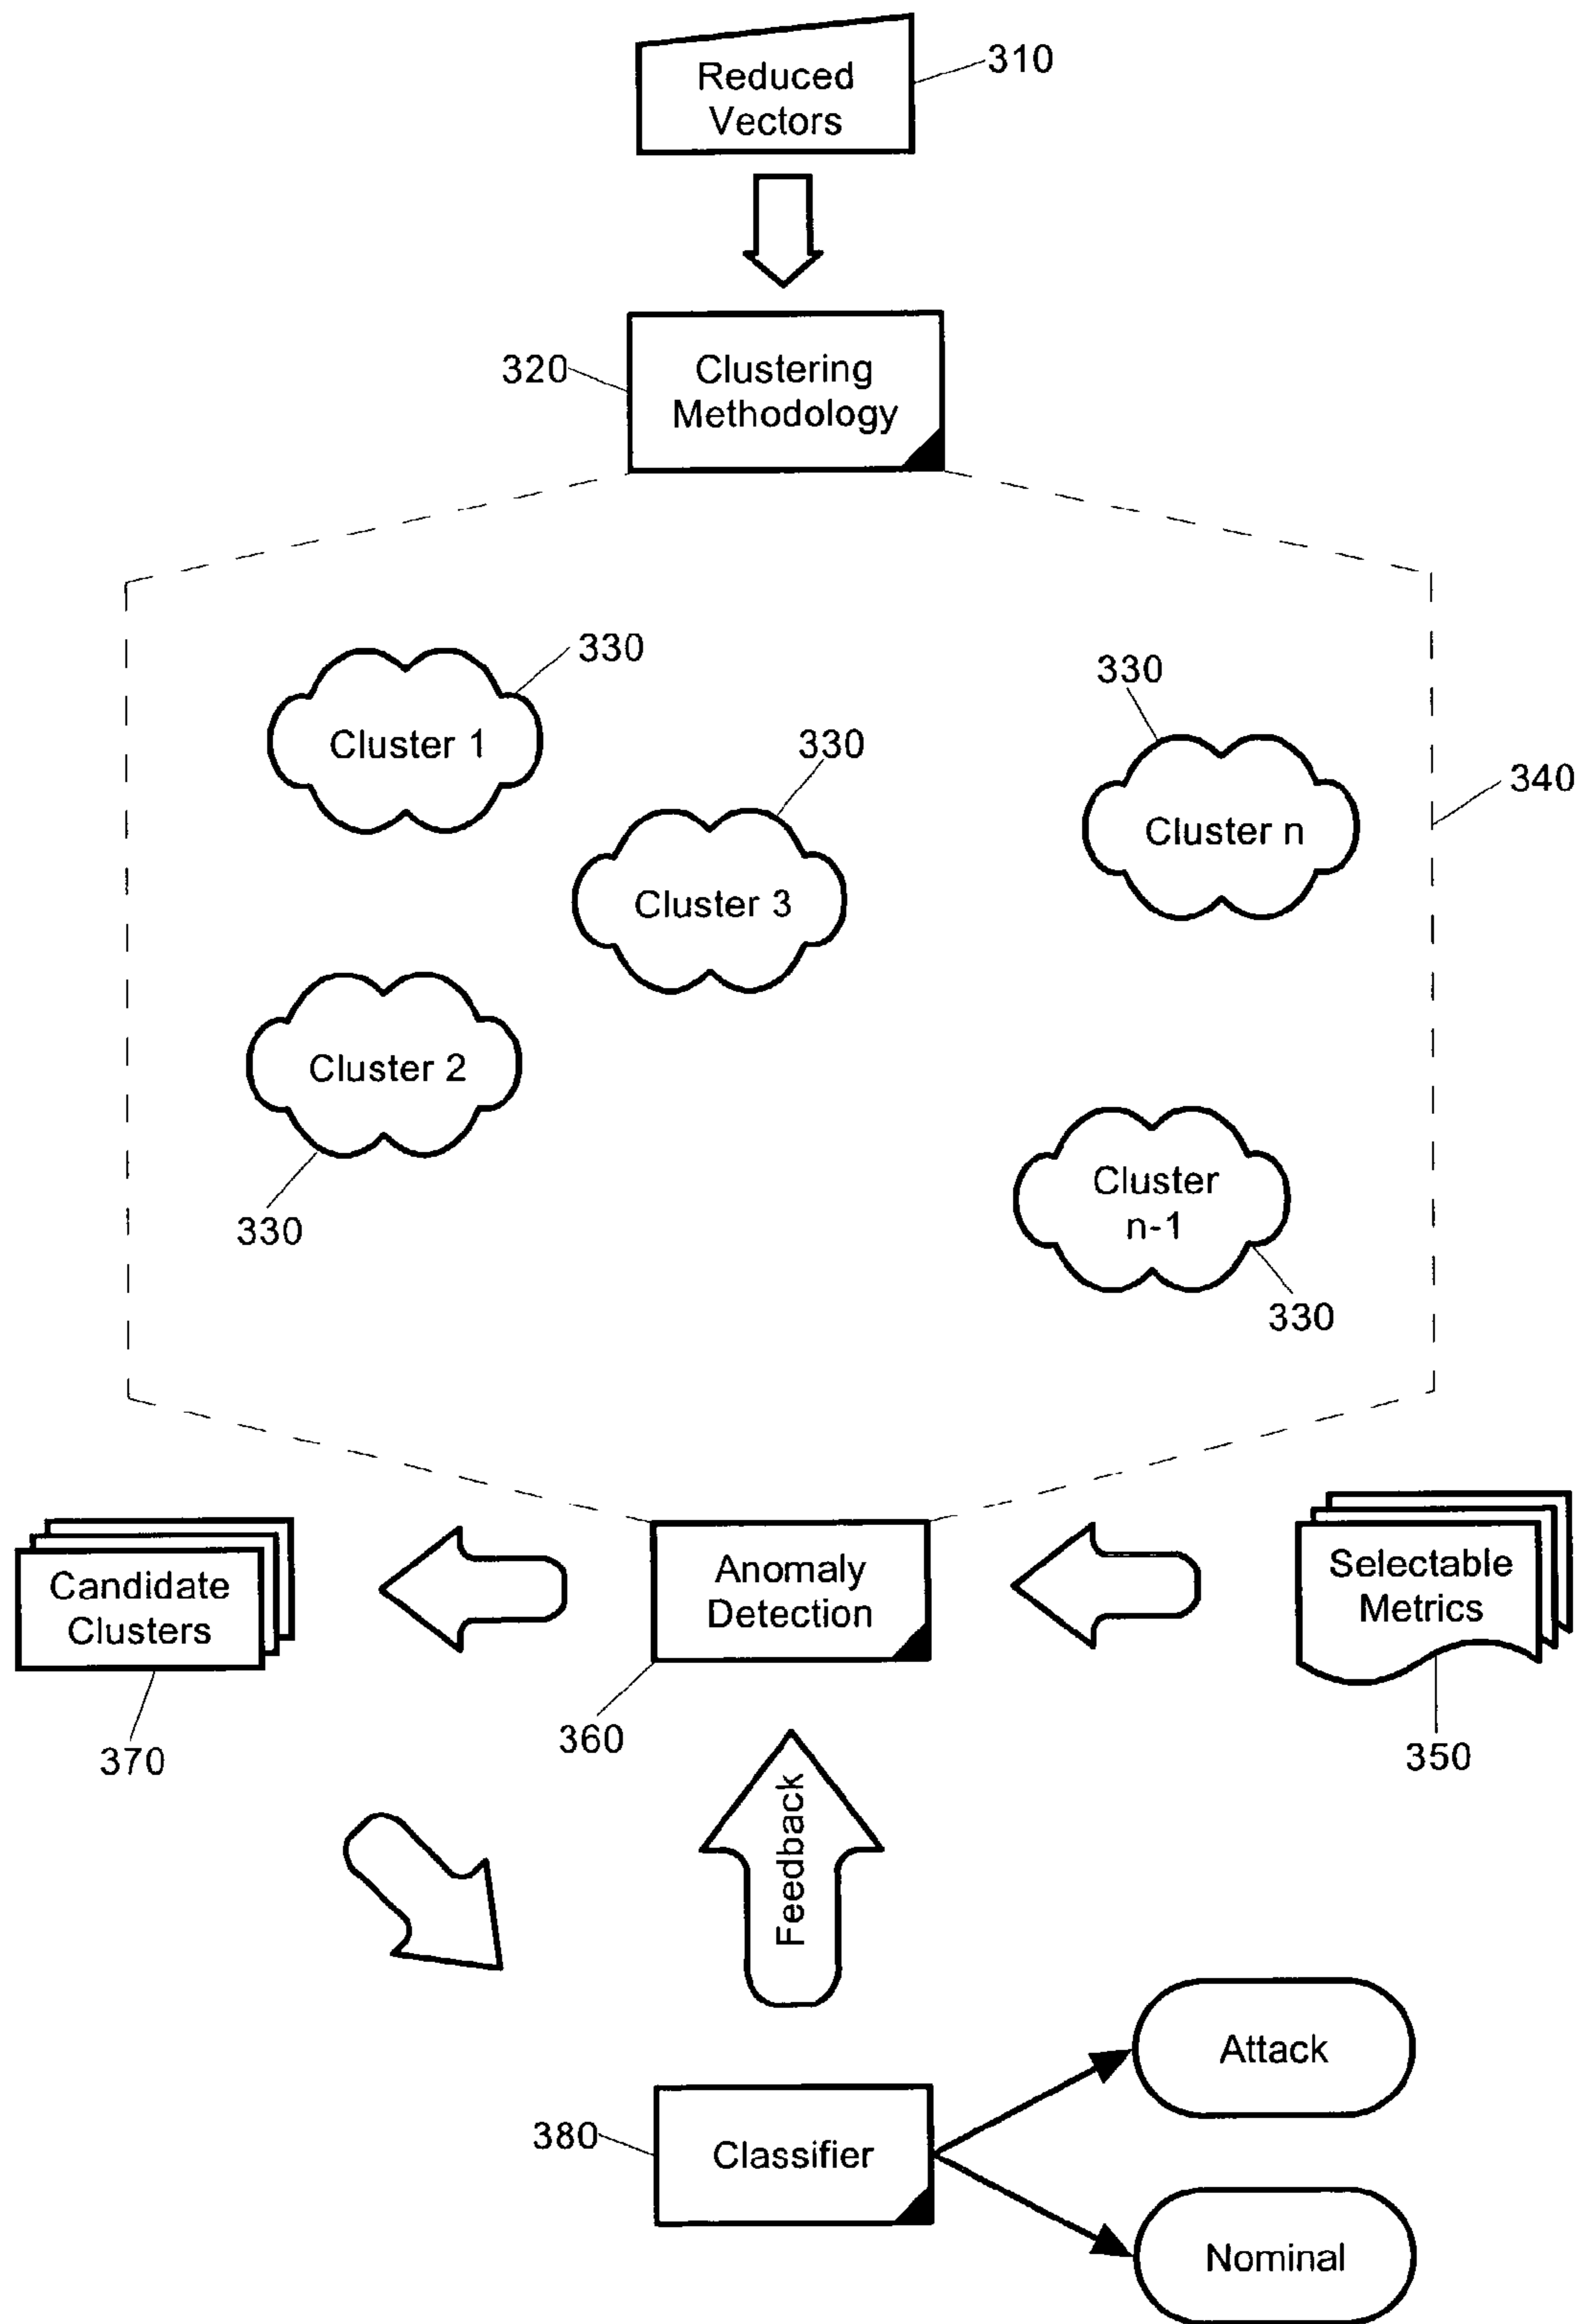 Reduced
Vectors
310
320
Clustering
Methodology
330
Cluster 1
330
Cluster 3
330
Cluster n
340
Cluster 2
330
Cluster
n-1
330
Candidate
Clusters
370
Anomaly
Detection
360
Selectable
Metrics
350
Feedback
380
Classifier
Attack
Nominal